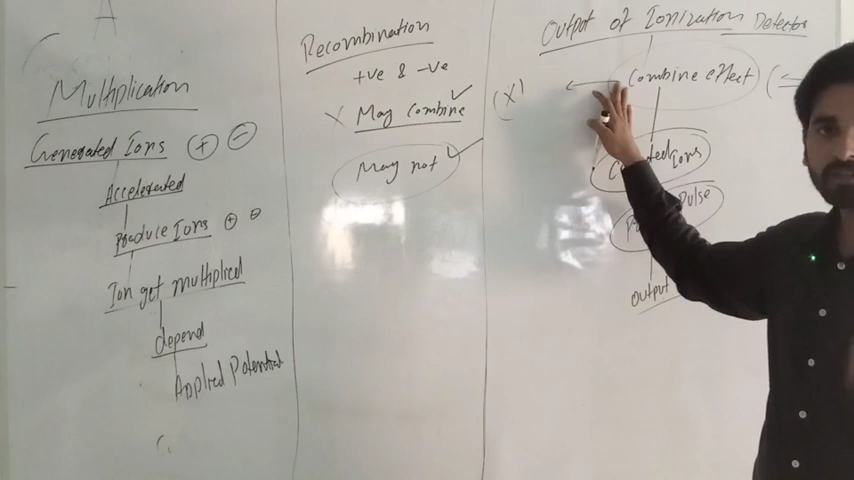 A
Multiplication
Generated Ions + -
Accelerated
Produce Ions + -
Ion get multiplied
depend
Applied Potential
Recombination
+ve & -ve
X May Combine ✓
May not ✓
Output of Ionization Detector
(X)
Combine effect
Ions
Pulse
Output